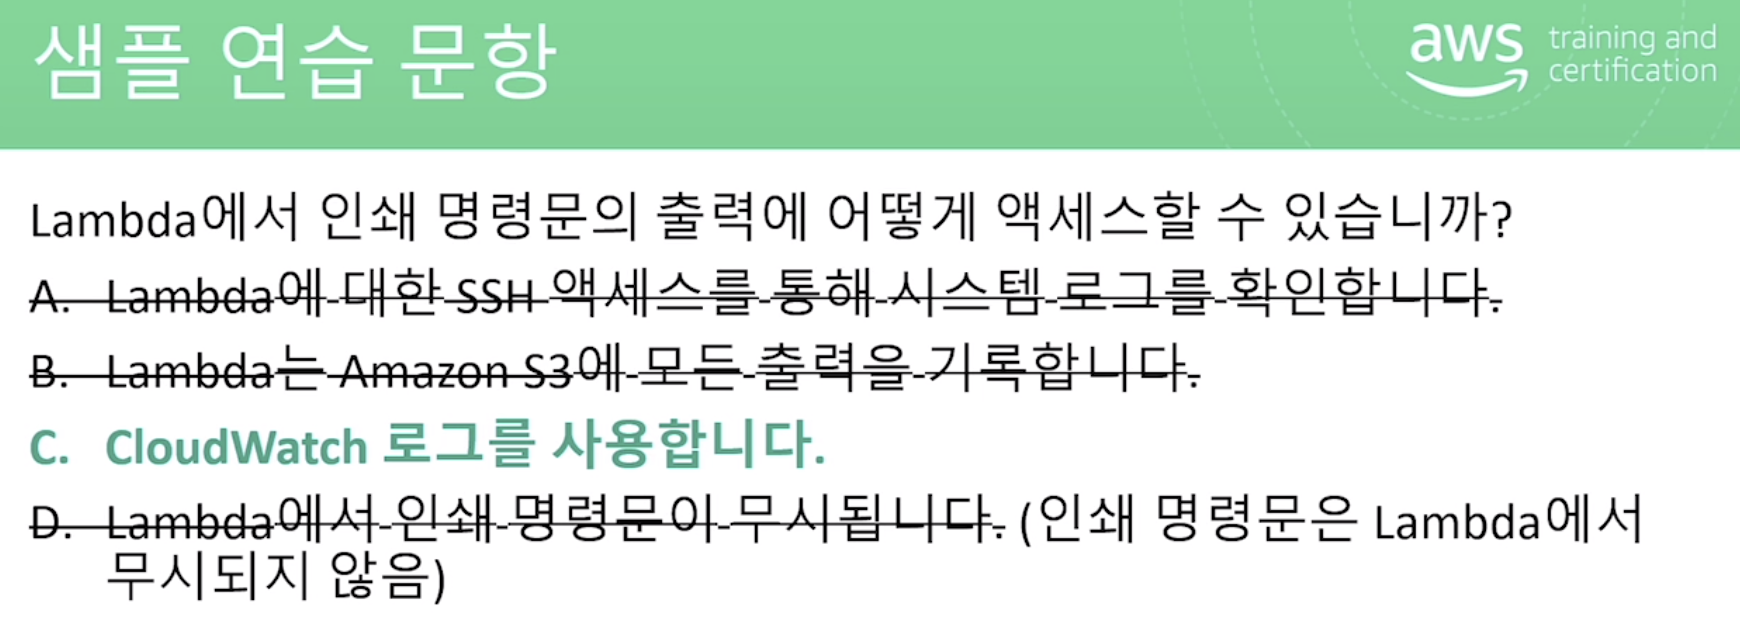 샘플 연습 문항
aws training and
certification
Lambda에서 인쇄 명령문의 출력에 어떻게 액세스할 수 있습니까?
A. Lambda에 대한 SSH 액세스를 통해 시스템 로그를 확인합니다.
B. Lambda는 Amazon S3에 모든 출력을 기록합니다.
C. CloudWatch 로그를 사용합니다.
D. Lambda에서 인쇄 명령문이 무시됩니다. (인쇄 명령문은 Lambda에서
무시되지 않음)